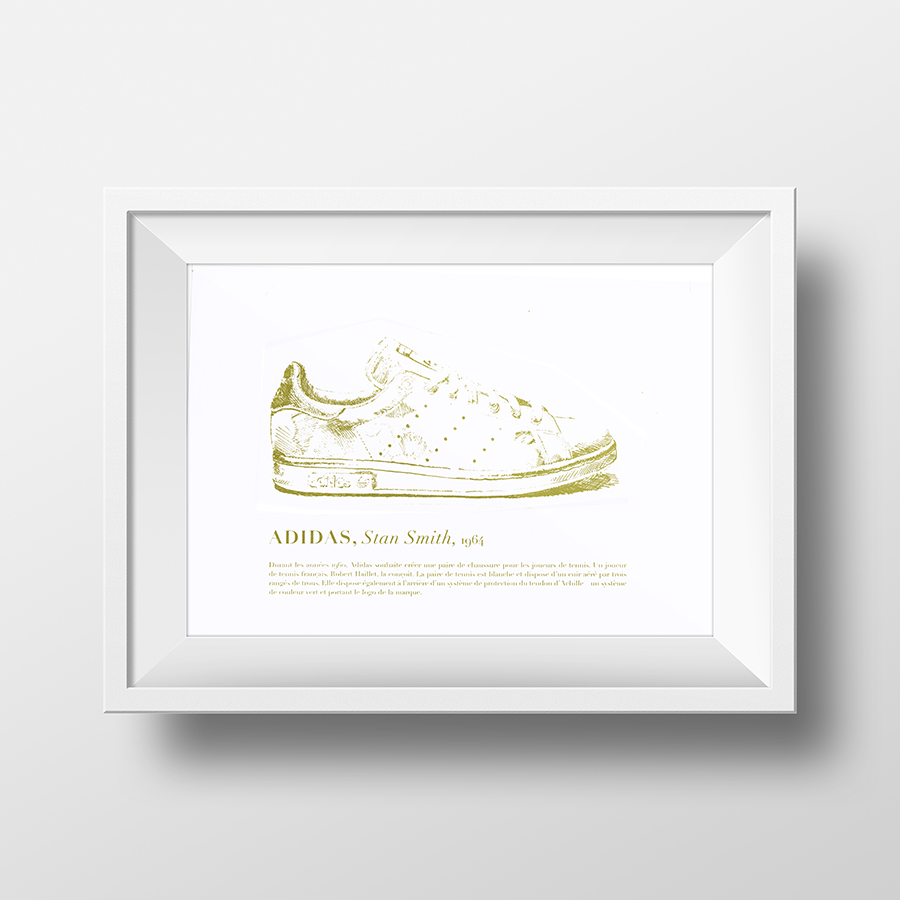 adidas
ADIDAS, Stan Smith, 1964
Durant les années 1960, Adidas souhaite créer une paire de chaussure pour les joueurs de tennis. Un joueur
de tennis français, Robert Haillet, la conçoit. La paire de tennis est blanche et dispose d'un cuir aéré par trois
rangés de trous. Elle dispose également à l'arrière d'un système de protection du tendon d'Achille - un système
de couleur vert et portant le logo de la marque.